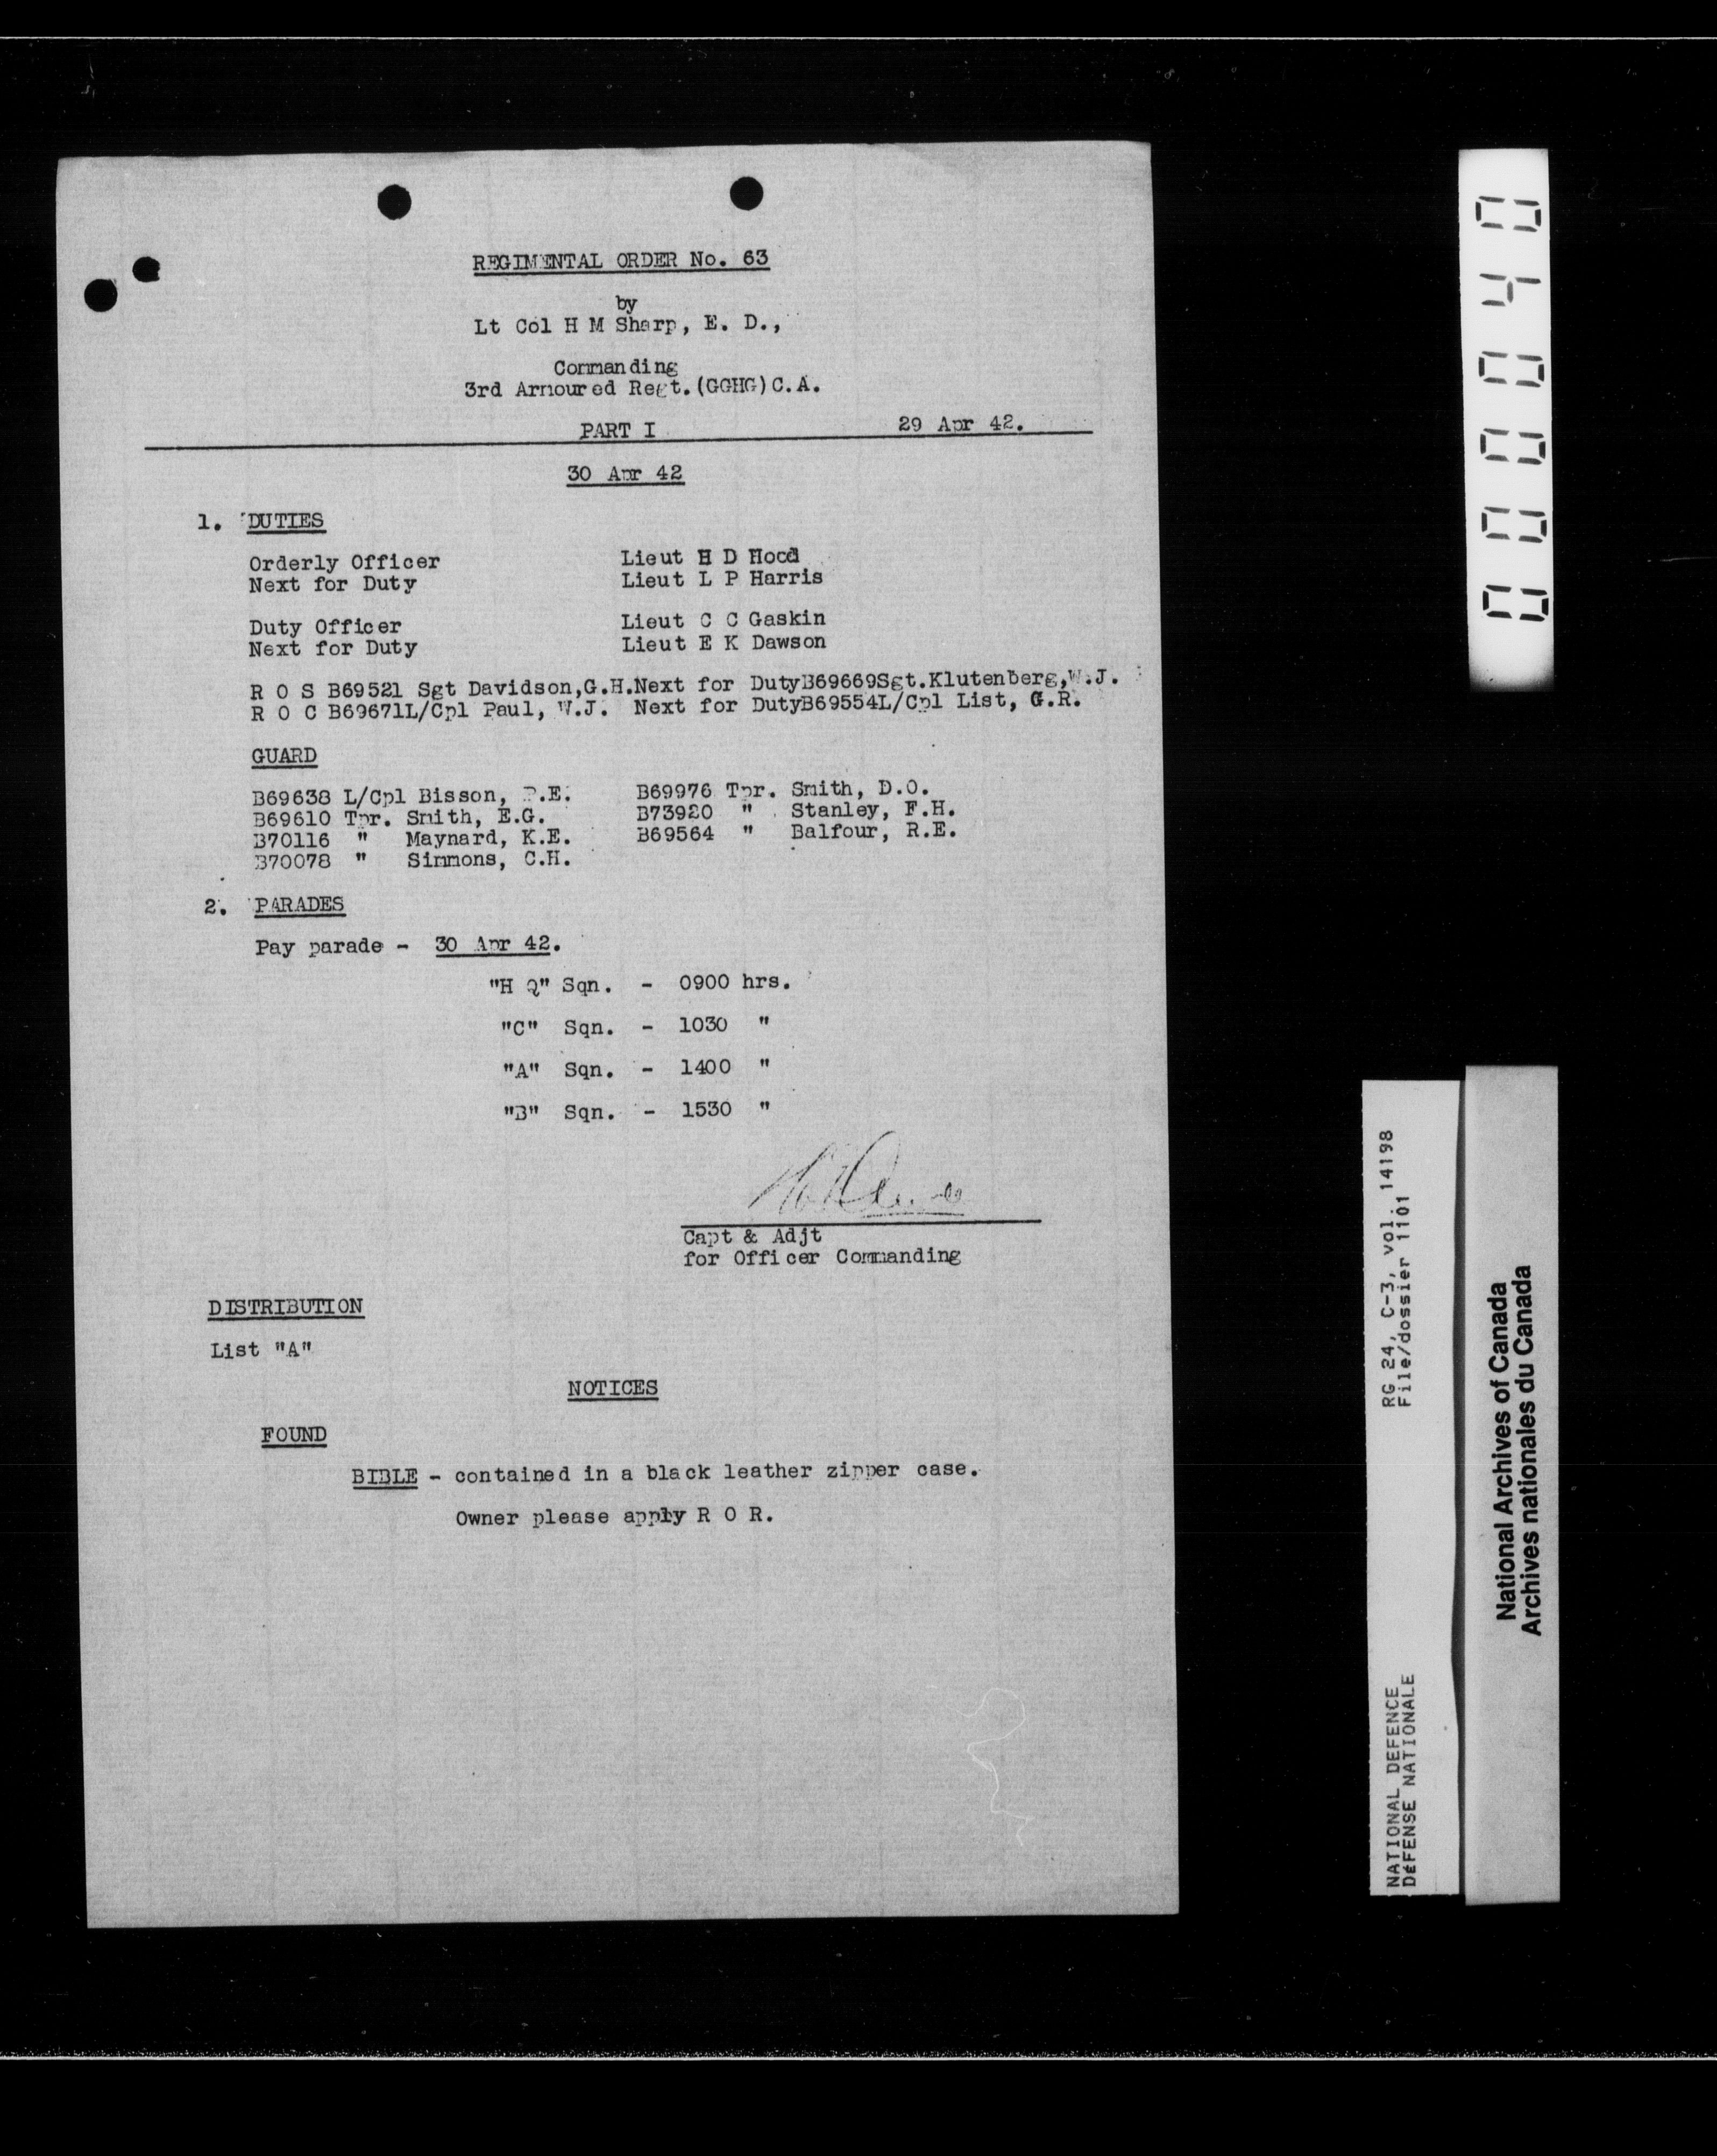 REGIMENTAL ORDER No. 63
by
Lt Col H M Sharp, E. D.,
Commanding
3rd Armoured Regt.(GGHG)C.A.
PART I 29 Apr 42.
30 Apr 42
1. DUTIES
Orderly Officer Lieut H D Hood
Next for Duty Lieut L P Harris
Duty Officer Lieut C C Gaskin
Next for Duty Lieut E K Dawson
R O S B69521 Sgt Davidson,G.H.Next for DutyB69669Sgt.Klutenberg,W.J.
R O C B69671L/Cpl Paul, W.J. Next for DutyB69554L/Cpl List, G.R.
GUARD
B69638 L/Cpl Bisson, P.E. B69976 Tpr. Smith, D.O.
B69610 Tpr. Smith, E.G. B73920 " Stanley, F.H.
B70116 " Maynard, K.E. B69564 " Balfour, R.E.
B70078 " Simmons, C.H.
2. PARADES
Pay parade - 30 Apr 42.
"H Q" Sqn. - 0900 hrs.
"C" Sqn. - 1030 "
"A" Sqn. - 1400 "
"B" Sqn. - 1530 "
Capt & Adjt
for Officer Commanding
DISTRIBUTION
List "A"
NOTICES
FOUND
BIBLE - contained in a black leather zipper case.
Owner please apply R O R.
000040
NATIONAL DEFENCE RG 24, C-3, vol. 14198
DéFENSE NATIONALE File/dossier 1101
National Archives of Canada
Archives nationales du Canada